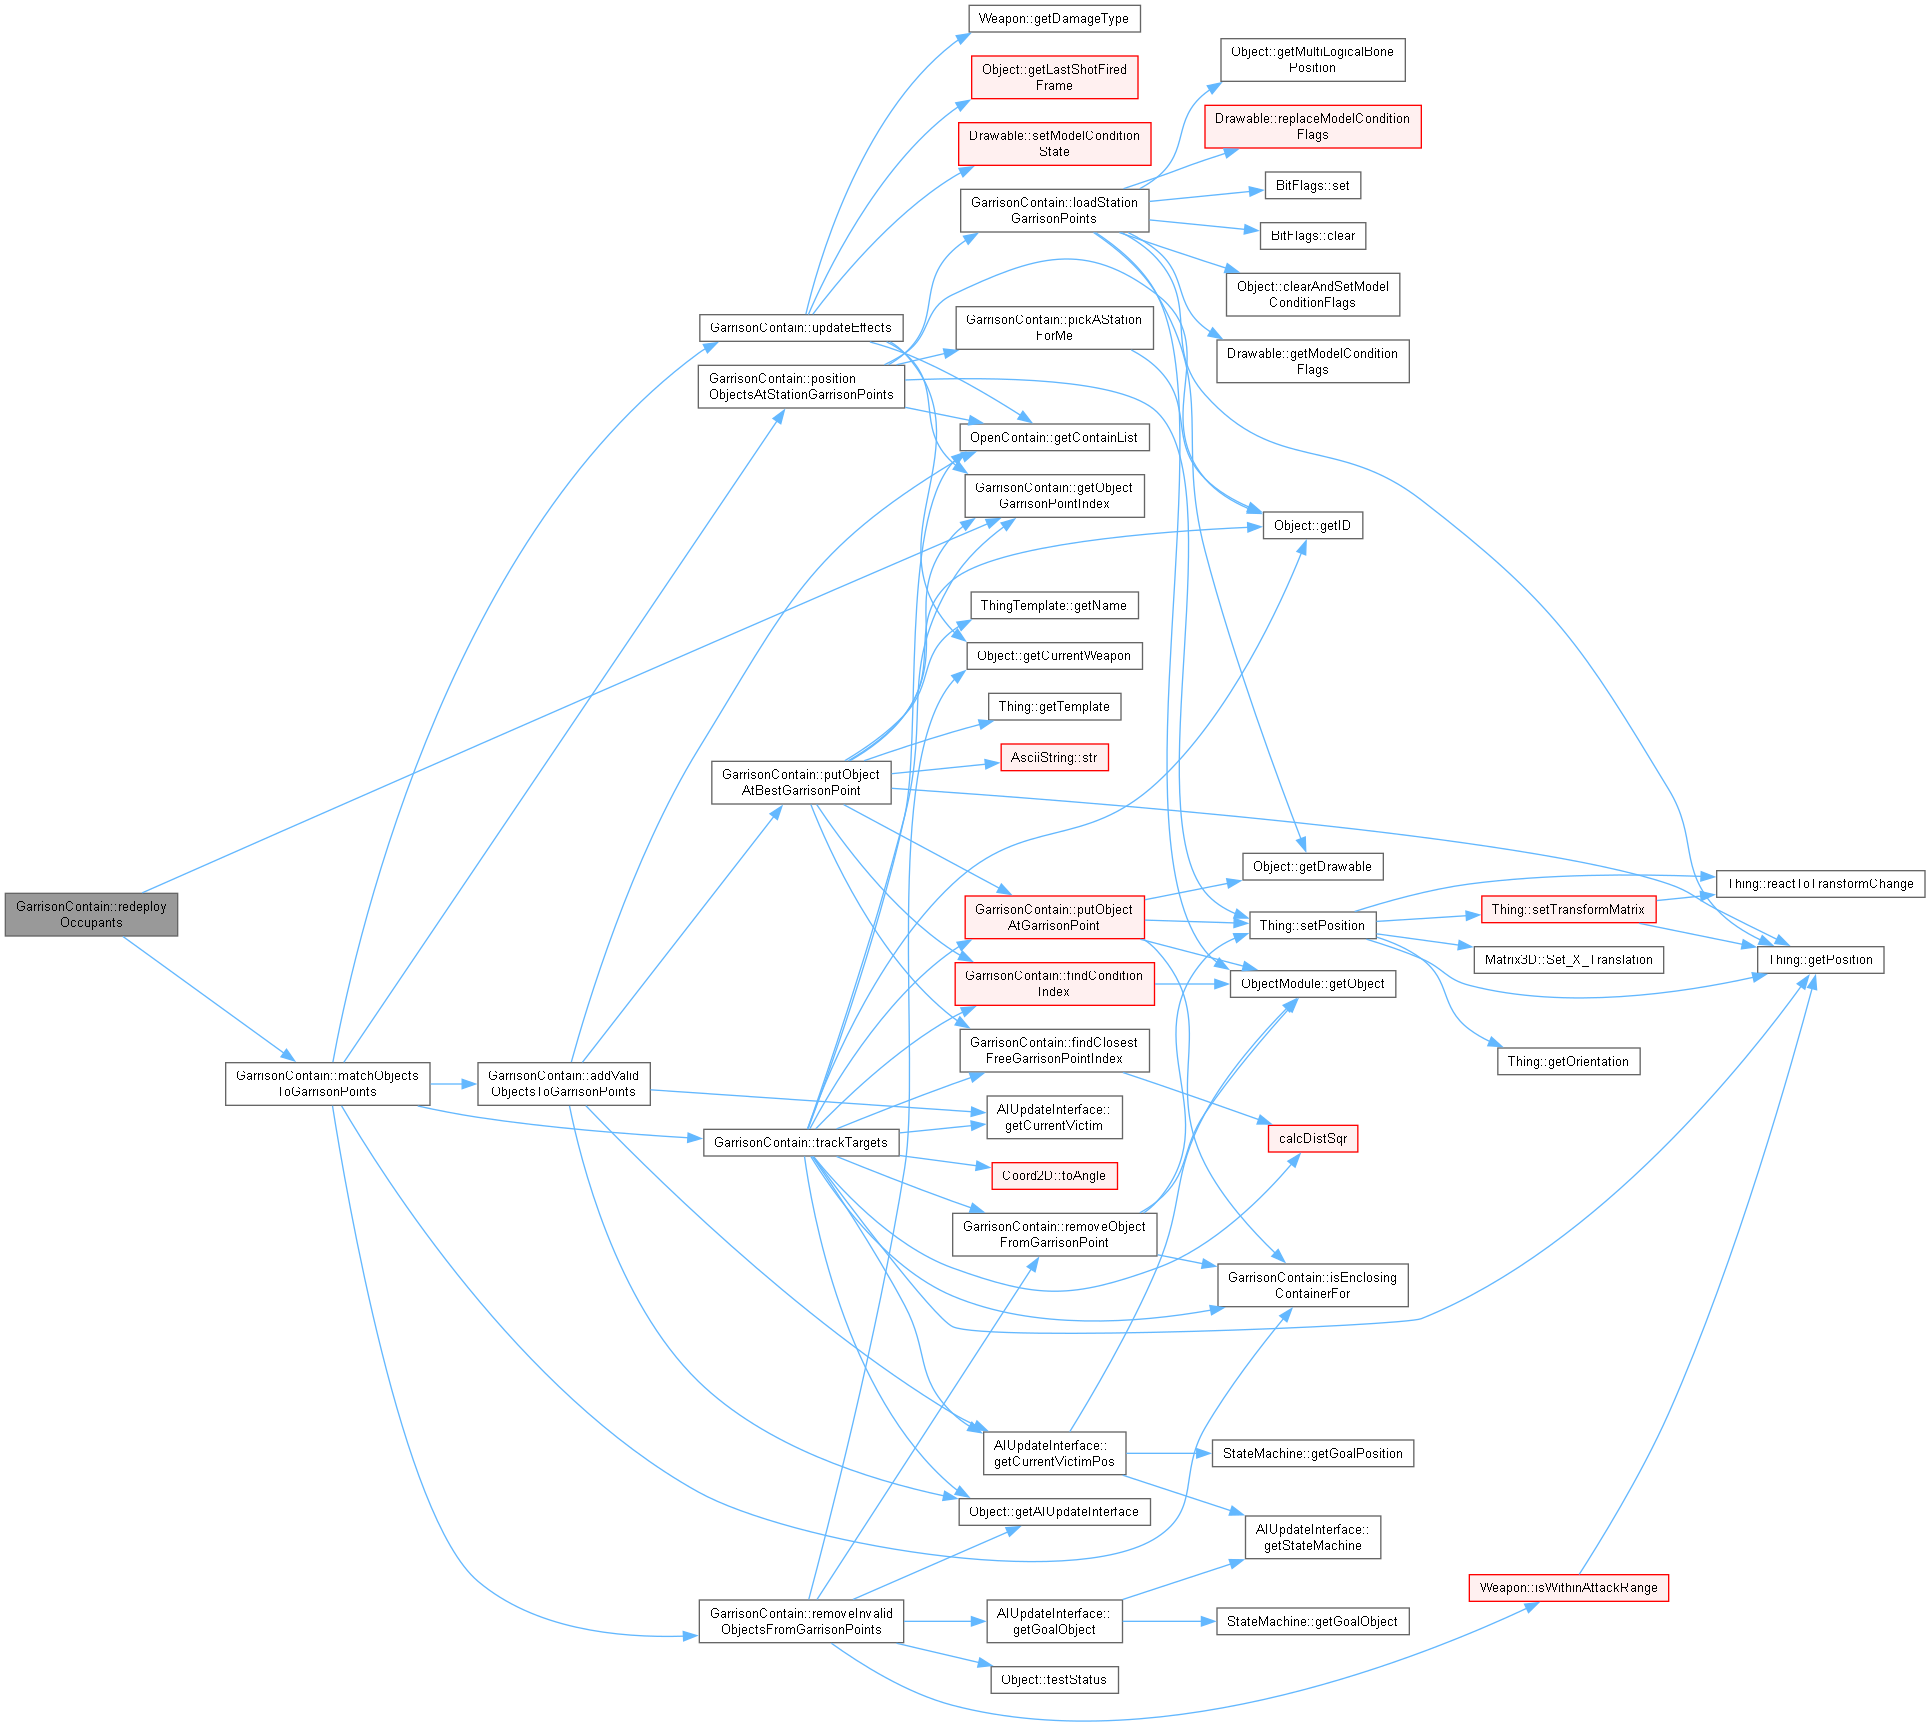 Weapon::getDamageType
Object::getLastShotFired
Frame
Drawable::setModelCondition
State
GarrisonContain::loadStation
GarrisonPoints
Object::getMultiLogicalBone
Position
Drawable::replaceModelCondition
Flags
BitFlags::set
BitFlags::clear
Object::clearAndSetModel
ConditionFlags
Drawable::getModelCondition
Flags
GarrisonContain::updateEffects
GarrisonContain::position
ObjectsAtStationGarrisonPoints
GarrisonContain::pickAStation
ForMe
OpenContain::getContainList
GarrisonContain::getObject
GarrisonPointIndex
Object::getID
ThingTemplate::getName
Object::getCurrentWeapon
Thing::getTemplate
AsciiString::str
GarrisonContain::putObject
AtBestGarrisonPoint
GarrisonContain::redeploy
Occupants
GarrisonContain::putObject
AtGarrisonPoint
Object::getDrawable
Thing::setPosition
Thing::setTransformMatrix
Thing::reactToTransformChange
Matrix3D::Set_X_Translation
Thing::getPosition
GarrisonContain::findCondition
Index
ObjectModule::getObject
GarrisonContain::findClosest
FreeGarrisonPointIndex
Thing::getOrientation
GarrisonContain::matchObjects
ToGarrisonPoints
GarrisonContain::addValid
ObjectsToGarrisonPoints
AIUpdateInterface::
getCurrentVictim
GarrisonContain::trackTargets
calcDistSqr
Coord2D::toAngle
GarrisonContain::removeObject
FromGarrisonPoint
GarrisonContain::isEnclosing
ContainerFor
AIUpdateInterface::
getCurrentVictimPos
StateMachine::getGoalPosition
Object::getAIUpdateInterface
AIUpdateInterface::
getStateMachine
GarrisonContain::removeInvalid
ObjectsFromGarrisonPoints
AIUpdateInterface::
getGoalObject
StateMachine::getGoalObject
Weapon::isWithinAttackRange
Object::testStatus